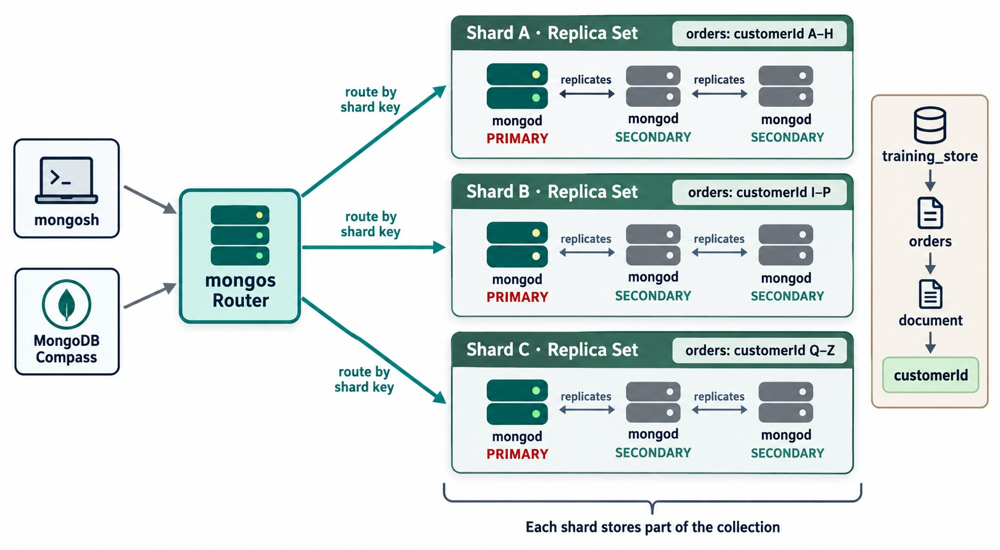 mongosh
MongoDB
Compass
mongos
Router
route by
shard key
route by
shard key
route by
shard key
Shard A · Replica Set
orders: customerId A–H
replicates
replicates
mongod
PRIMARY
mongod
SECONDARY
mongod
SECONDARY
Shard B · Replica Set
orders: customerId I–P
replicates
replicates
mongod
PRIMARY
mongod
SECONDARY
mongod
SECONDARY
Shard C · Replica Set
orders: customerId Q–Z
replicates
replicates
mongod
PRIMARY
mongod
SECONDARY
mongod
SECONDARY
Each shard stores part of the collection
training_store
orders
document
customerId